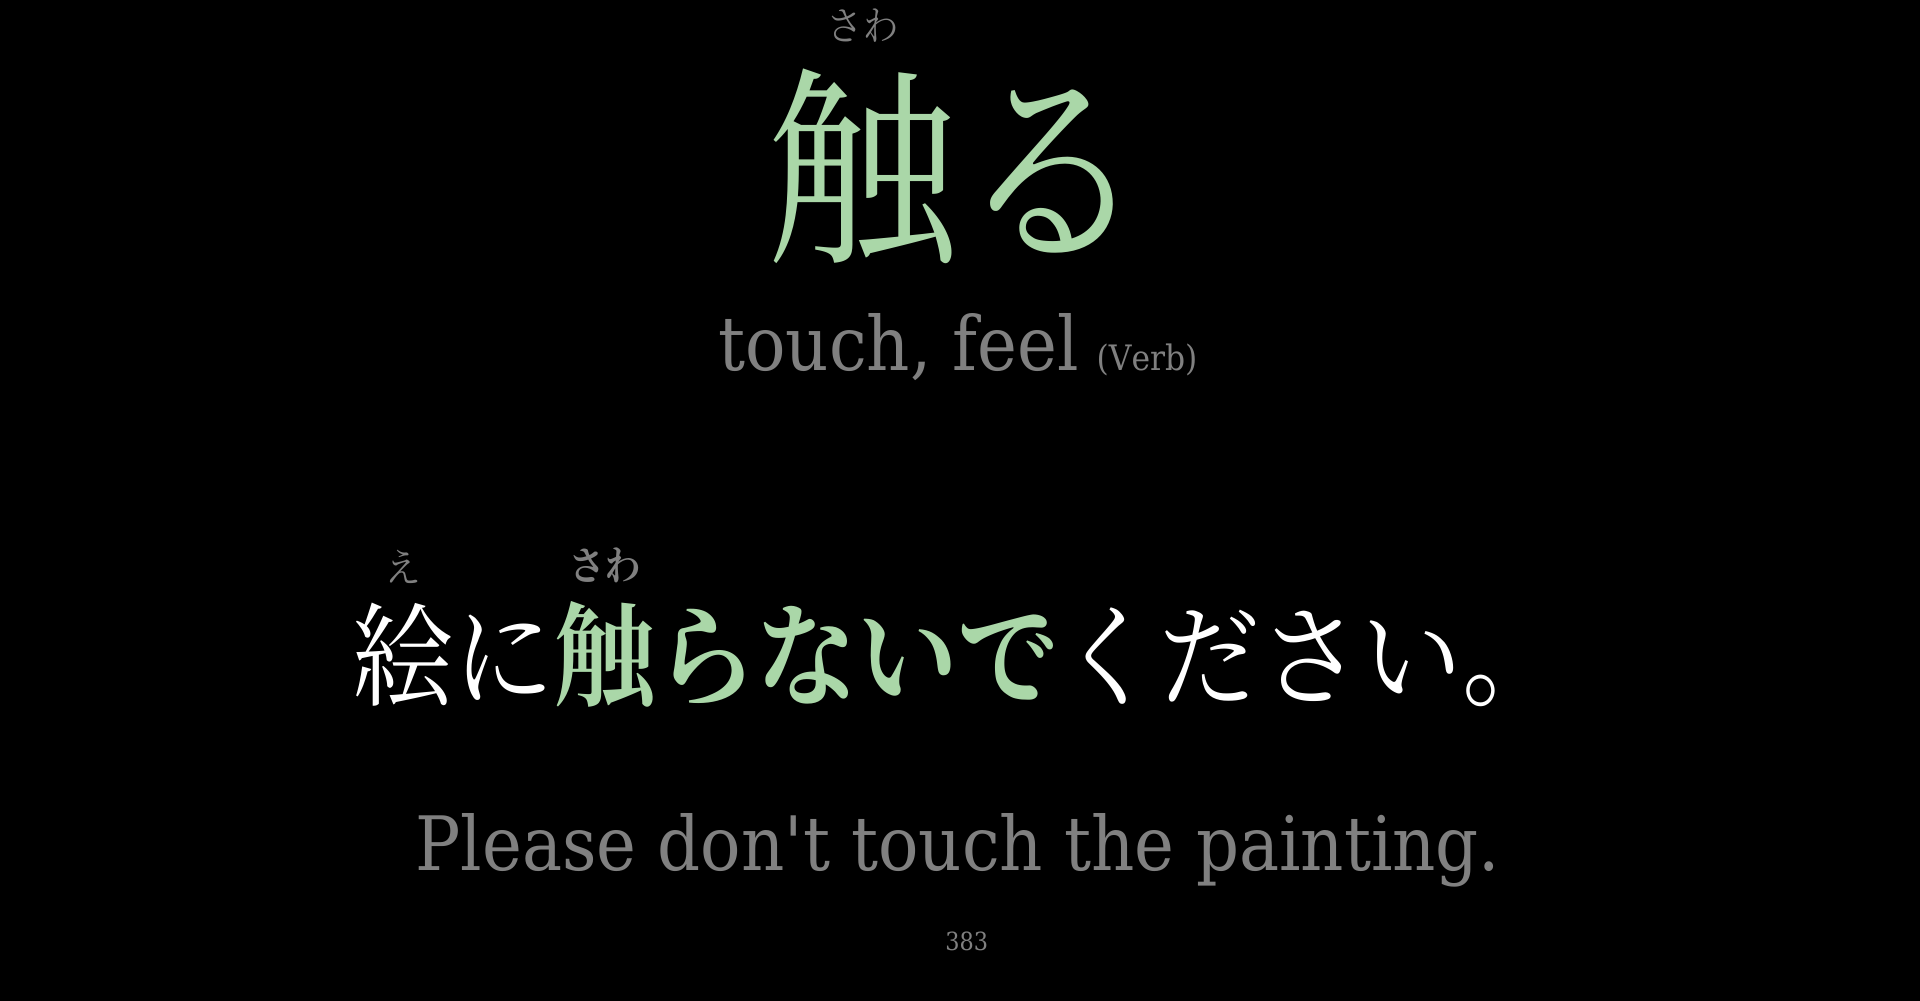 さわ
触る
touch, feel (Verb)
え さわ
絵に触らないでください。
Please don't touch the painting.
383